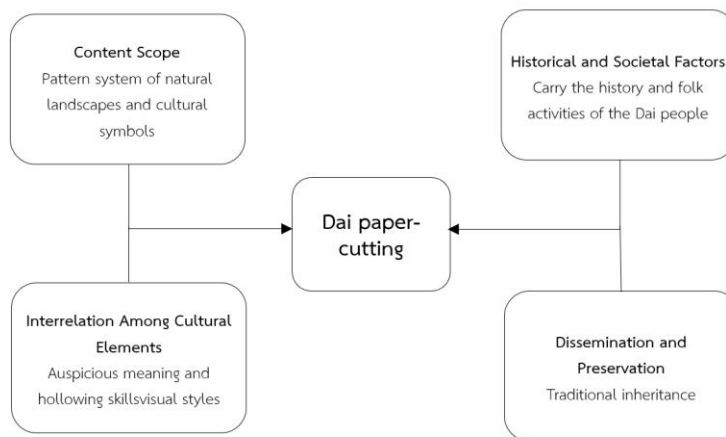 Content Scope
Pattern system of natural
landscapes and cultural
symbols
Historical and Societal Factors
Carry the history and folk
activities of the Dai people
Dai paper-
cutting
Interrelation Among Cultural
Elements
Auspicious meaning and
hollowing skillsvisual styles
Dissemination and
Preservation
Traditional inheritance